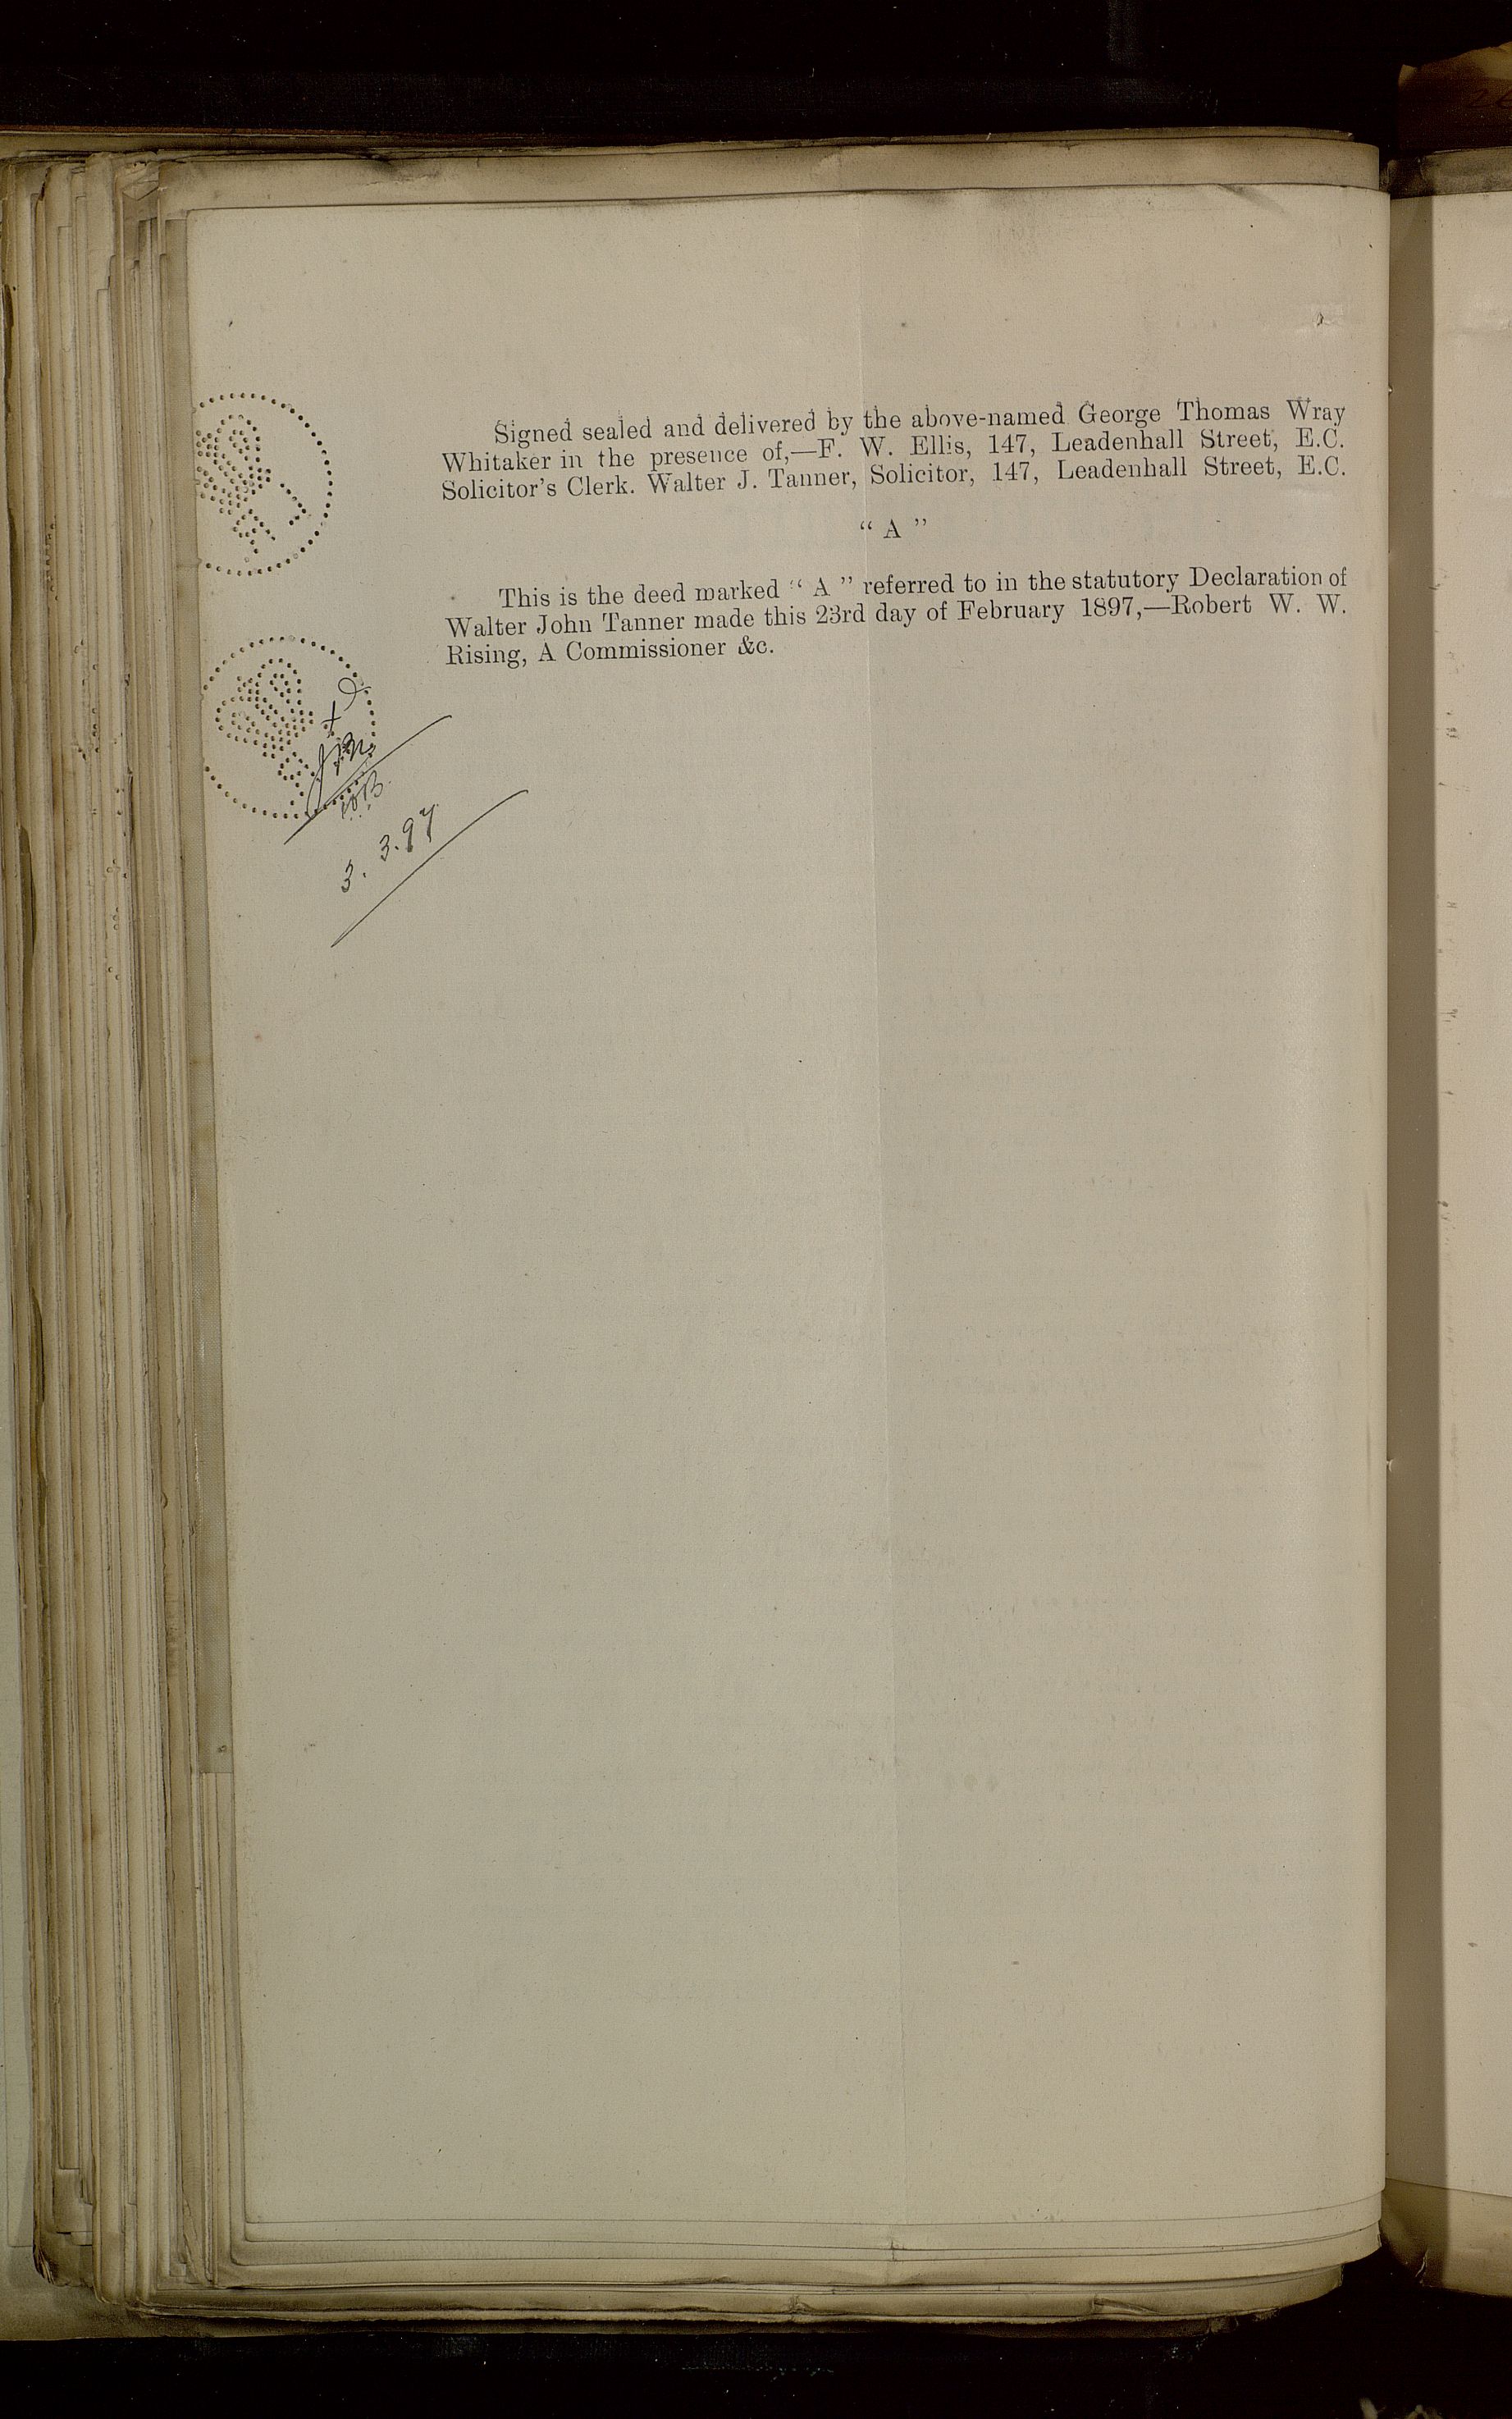 Signed sealed and delivered by the above-named George Thomas Wray
Whitaker in the presence of,—F. W. Ellis, 147, Leadenhall Street, E.C.
Solicitor's Clerk. Walter J. Tanner, Solicitor, 147, Leadenhall Street, E.C.
“ A ”
This is the deed marked “ A ” referred to in the statutory Declaration of
Walter John Tanner made this 23rd day of February 1897,—Robert W. W.
Rising, A Commissioner &c.
3. 3.97